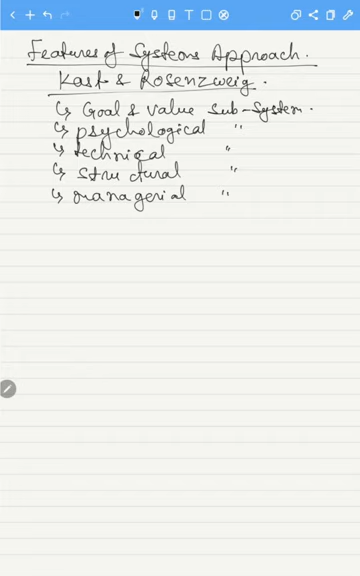 Features of Systems Approach.
Kast & Rosenzweig.
↳ Goal & value sub-system.
↳ psychological "
↳ technical "
↳ structural "
↳ managerial "